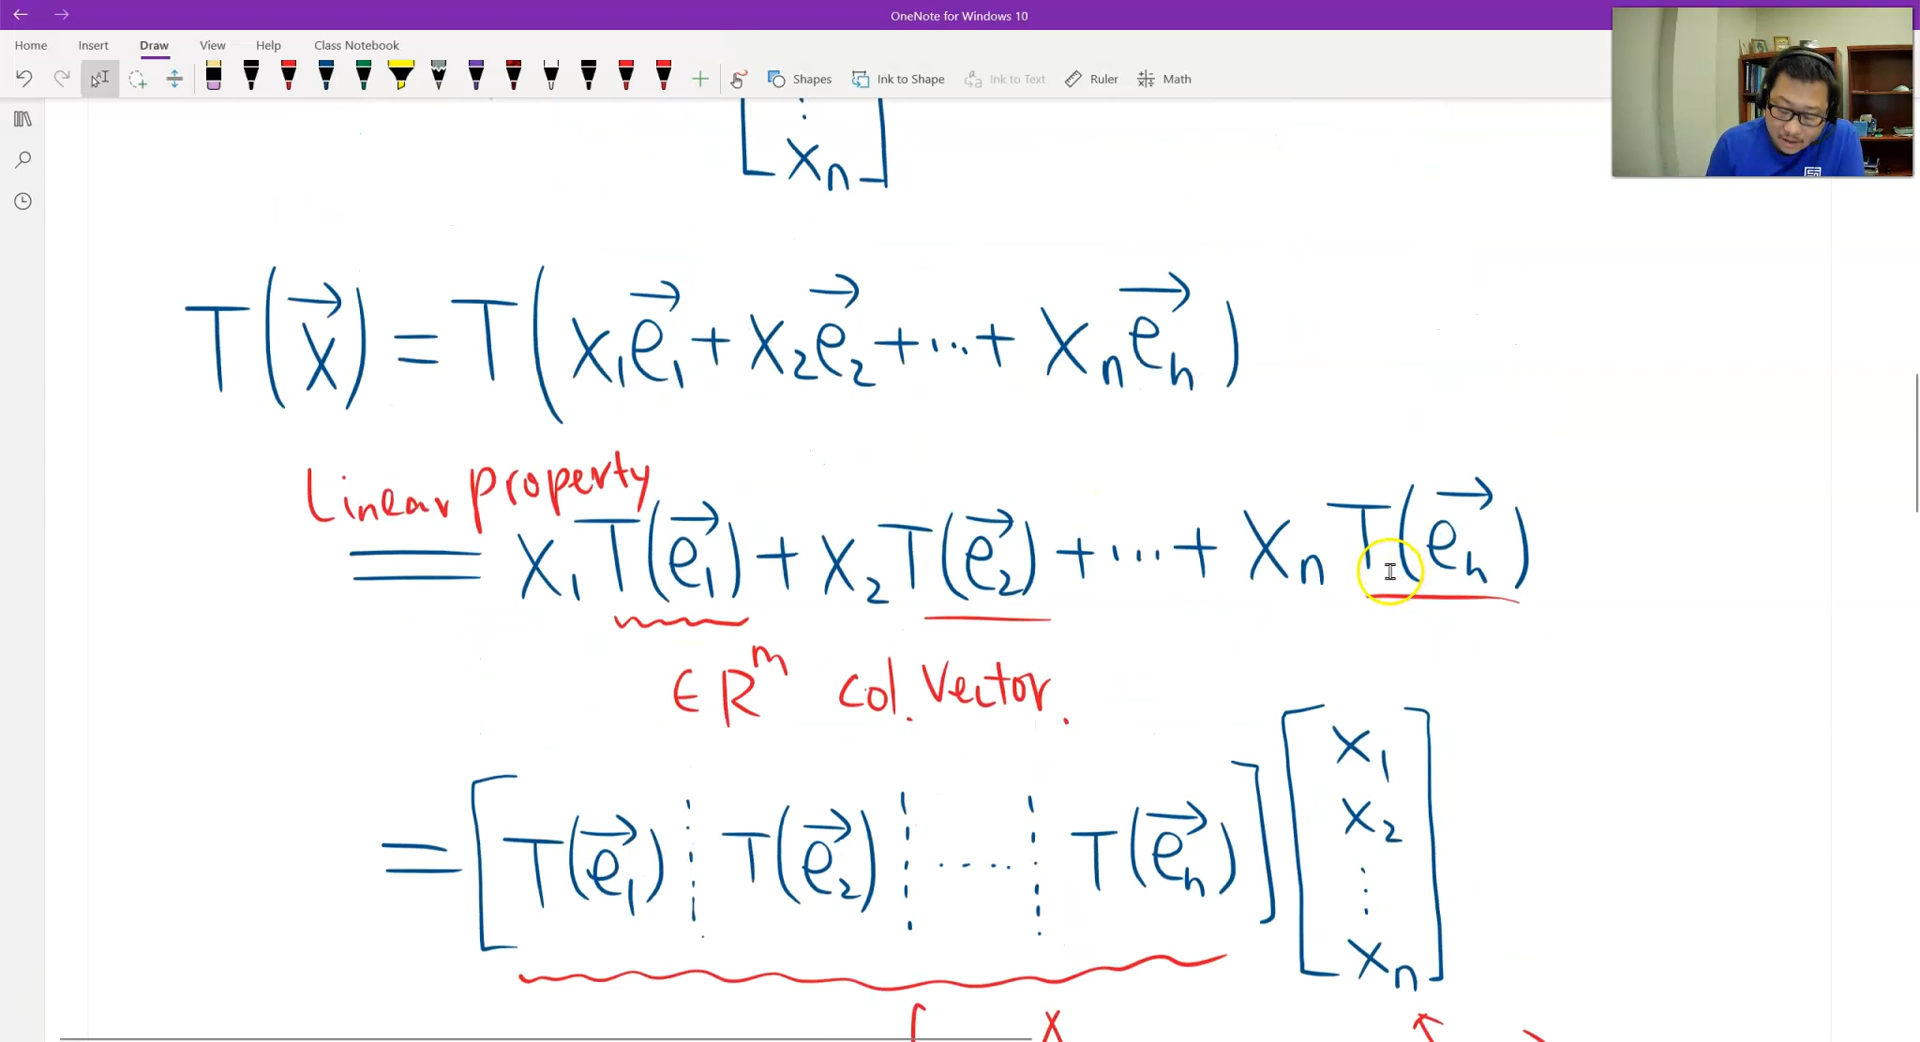 OneNote for Windows 10
Home Insert Draw View Help Class Notebook
Shapes Ink to Shape Ink to Text Ruler Math
⋮
xₙ
T(x⃗) = T(x₁e⃗₁ + x₂e⃗₂ + ⋯ + xₙe⃗ₙ)
Linear property
= x₁T(e⃗₁) + x₂T(e⃗₂) + ⋯ + xₙT(e⃗ₙ)
∈ Rᵐ col. vector.
= [T(e⃗₁) ⋮ T(e⃗₂) ⋮ ⋯ ⋮ T(e⃗ₙ)] [x₁
x₂
⋮
xₙ]